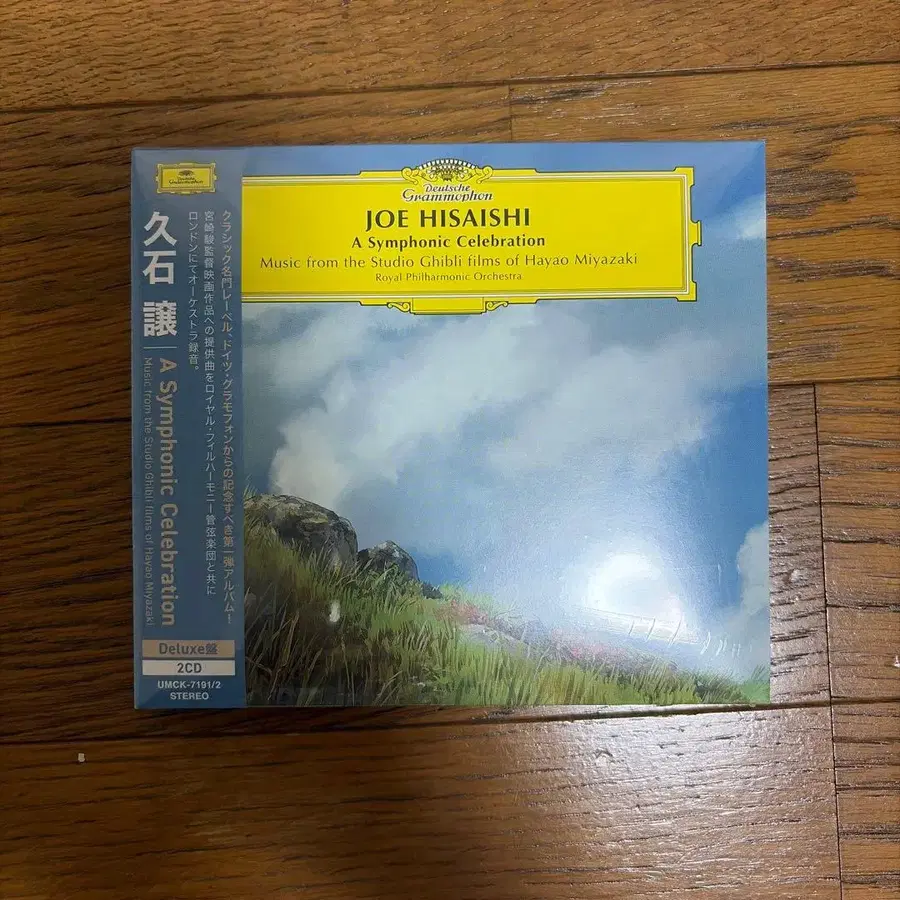 Deutsche
Grammophon
久石 譲
A Symphonic Celebration
Music from the Studio Ghibli films of Hayao Miyazaki
クラシック名門レーベル、ドイツ・グラモフォンからの記念すべき第一弾アルバム!
宮崎駿監督映画作品への提供曲をロイヤル・フィルハーモニー管弦楽団と共に
ロンドンにてオーケストラ録音。
Deluxe盤
2CD
UMCK-7191/2
STEREO
Deutsche
Grammophon
JOE HISAISHI
A Symphonic Celebration
Music from the Studio Ghibli films of Hayao Miyazaki
Royal Philharmonic Orchestra